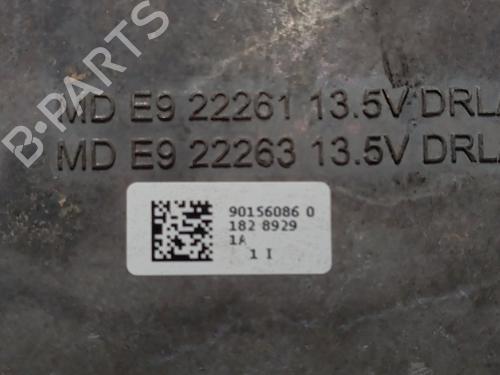 B-PARTS
MD E9 22261 13.5V DRL
MD E9 22263 13.5V DRL
90156086 0
182 8929
1A
1 I